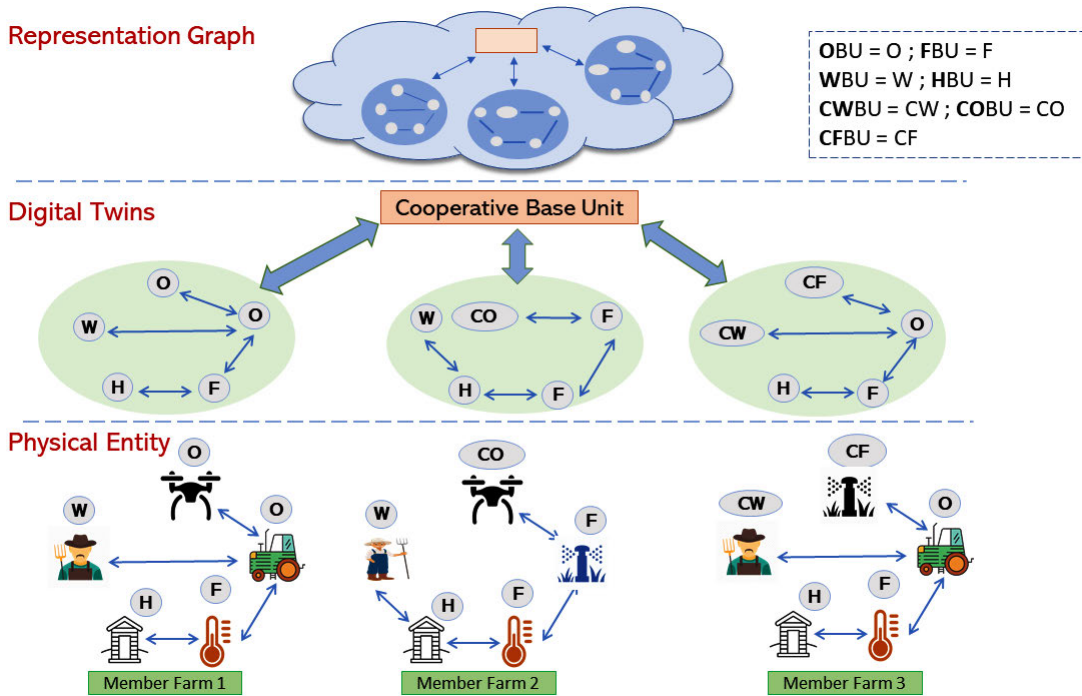 Representation Graph
OBU = O ; FBU = F
WBU = W ; HBU = H
CWBU = CW ; COBU = CO
CFBU = CF
Digital Twins
Cooperative Base Unit
O
O
W
H
F
W
CO
F
H
F
CF
O
CW
H
F
Physical Entity
O
W
O
H
F
Member Farm 1
CO
W
F
H
F
Member Farm 2
CF
CW
O
H
F
Member Farm 3